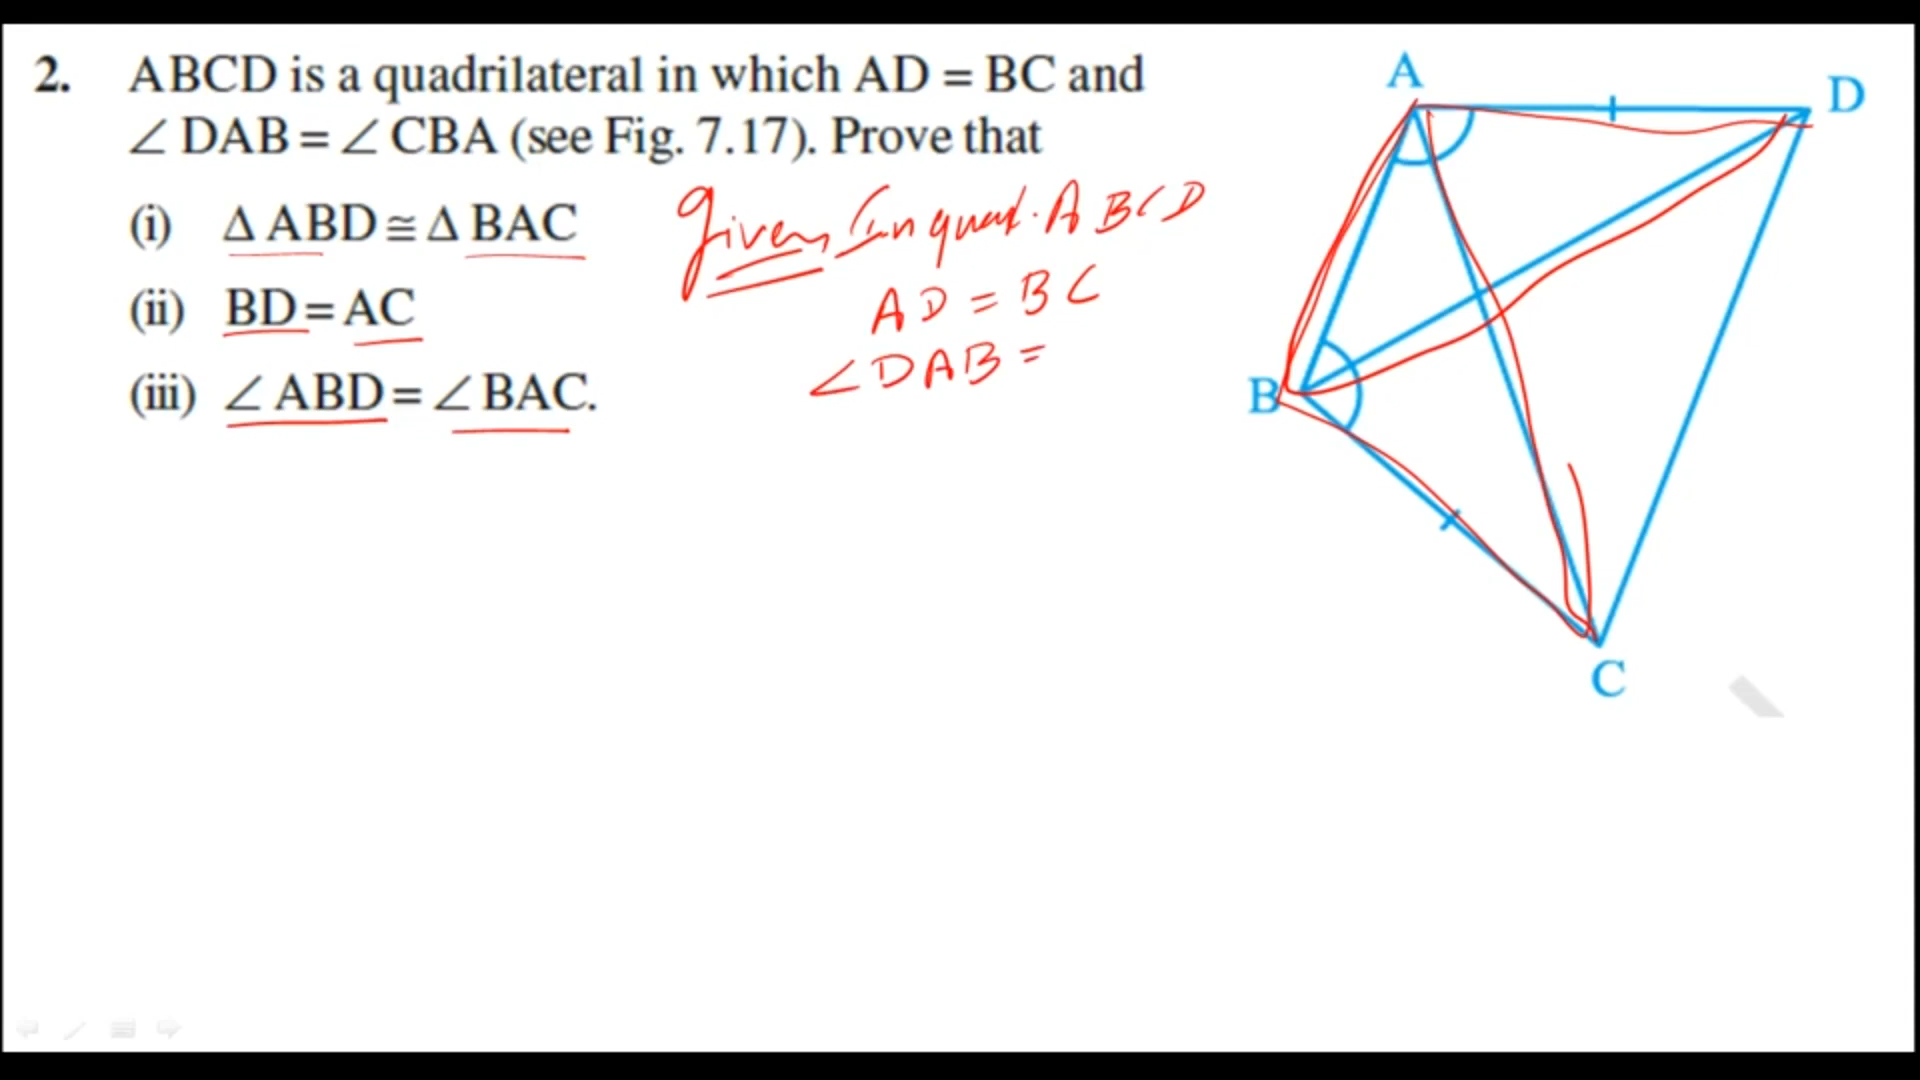 2. ABCD is a quadrilateral in which AD = BC and
∠ DAB = ∠ CBA (see Fig. 7.17). Prove that
(i) Δ ABD ≅ Δ BAC
(ii) BD = AC
(iii) ∠ ABD = ∠ BAC.
Given, In quad. ABCD
AD = BC
∠DAB =
A
D
B
C